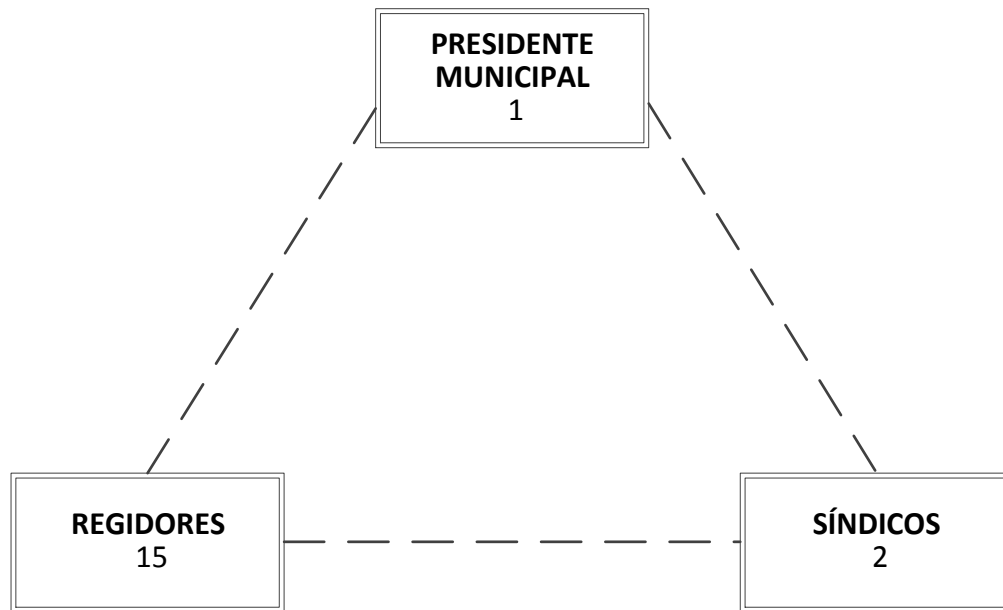 PRESIDENTE
MUNICIPAL
1
REGIDORES
15
SÍNDICOS
2